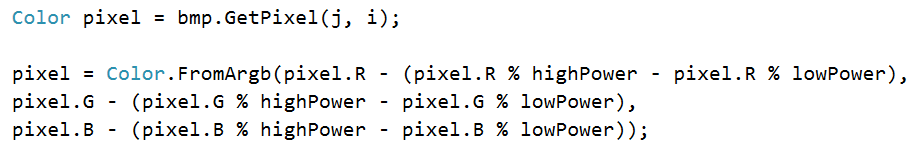 Color pixel = bmp.GetPixel(j, i);
pixel = Color.FromArgb(pixel.R - (pixel.R % highPower - pixel.R % lowPower),
pixel.G - (pixel.G % highPower - pixel.G % lowPower),
pixel.B - (pixel.B % highPower - pixel.B % lowPower));